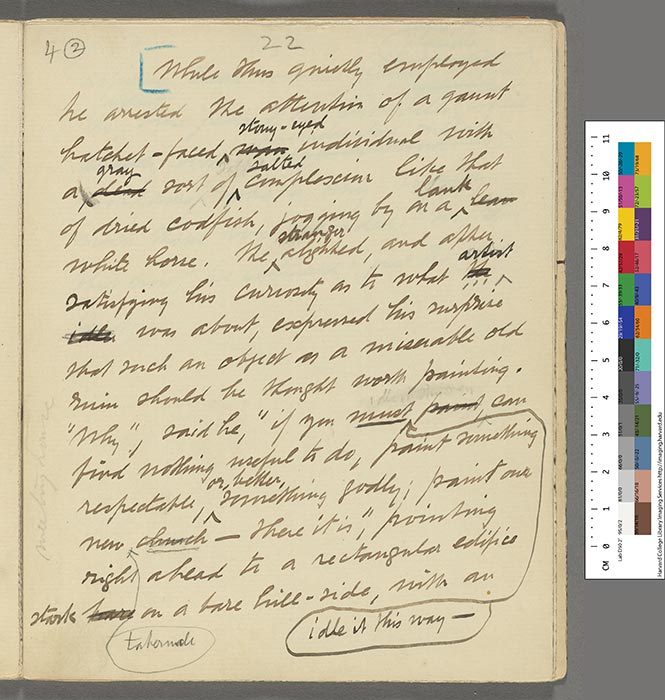 4 ② 22
While thus quietly employed
he arrested the attention of a gaunt
stony-eyed
hatchet-faced, man individual with
gray salted
a dead sort of complexion like that
lank
of dried codfish, jogging by on a lean
stranger
white horse. The alighted and after
artist
satisfying his curiosity as to what the
idler was about, expressed his surprise
that such an object as a miserable old
ruin should be thought worth painting.
"Why", said he, "if you must paint, can
find nothing useful to do, paint something
or, better,
respectable, something godly; paint our
new church — there it is", pointing
right ahead to a rectangular edifice
stark bare on a bare hill-side, with an
idle it this way —
tabernacle
CM 0 1 2 3 4 5 6 7 8 9 10 11
Harvard College Library Imaging Services http://imaging.harvard.edu